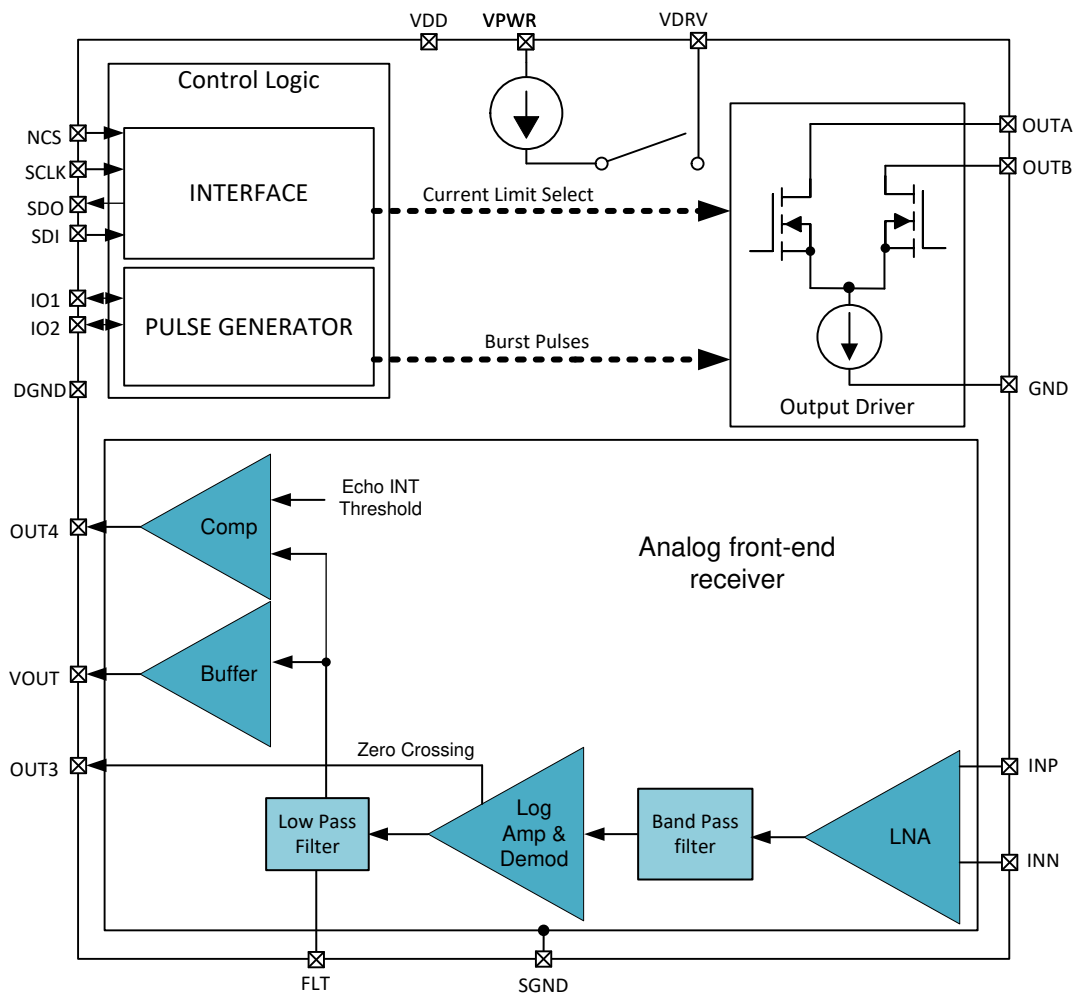 VDD
VPWR
VDRV
Control Logic
NCS
SCLK
SDO
SDI
INTERFACE
IO1
IO2
PULSE GENERATOR
DGND
Current Limit Select
Burst Pulses
OUTA
OUTB
GND
Output Driver
Echo INT
Threshold
Comp
OUT4
Analog front-end
receiver
Buffer
VOUT
Zero Crossing
OUT3
Low Pass
Filter
Log
Amp &
Demod
Band Pass
filter
LNA
INP
INN
FLT
SGND